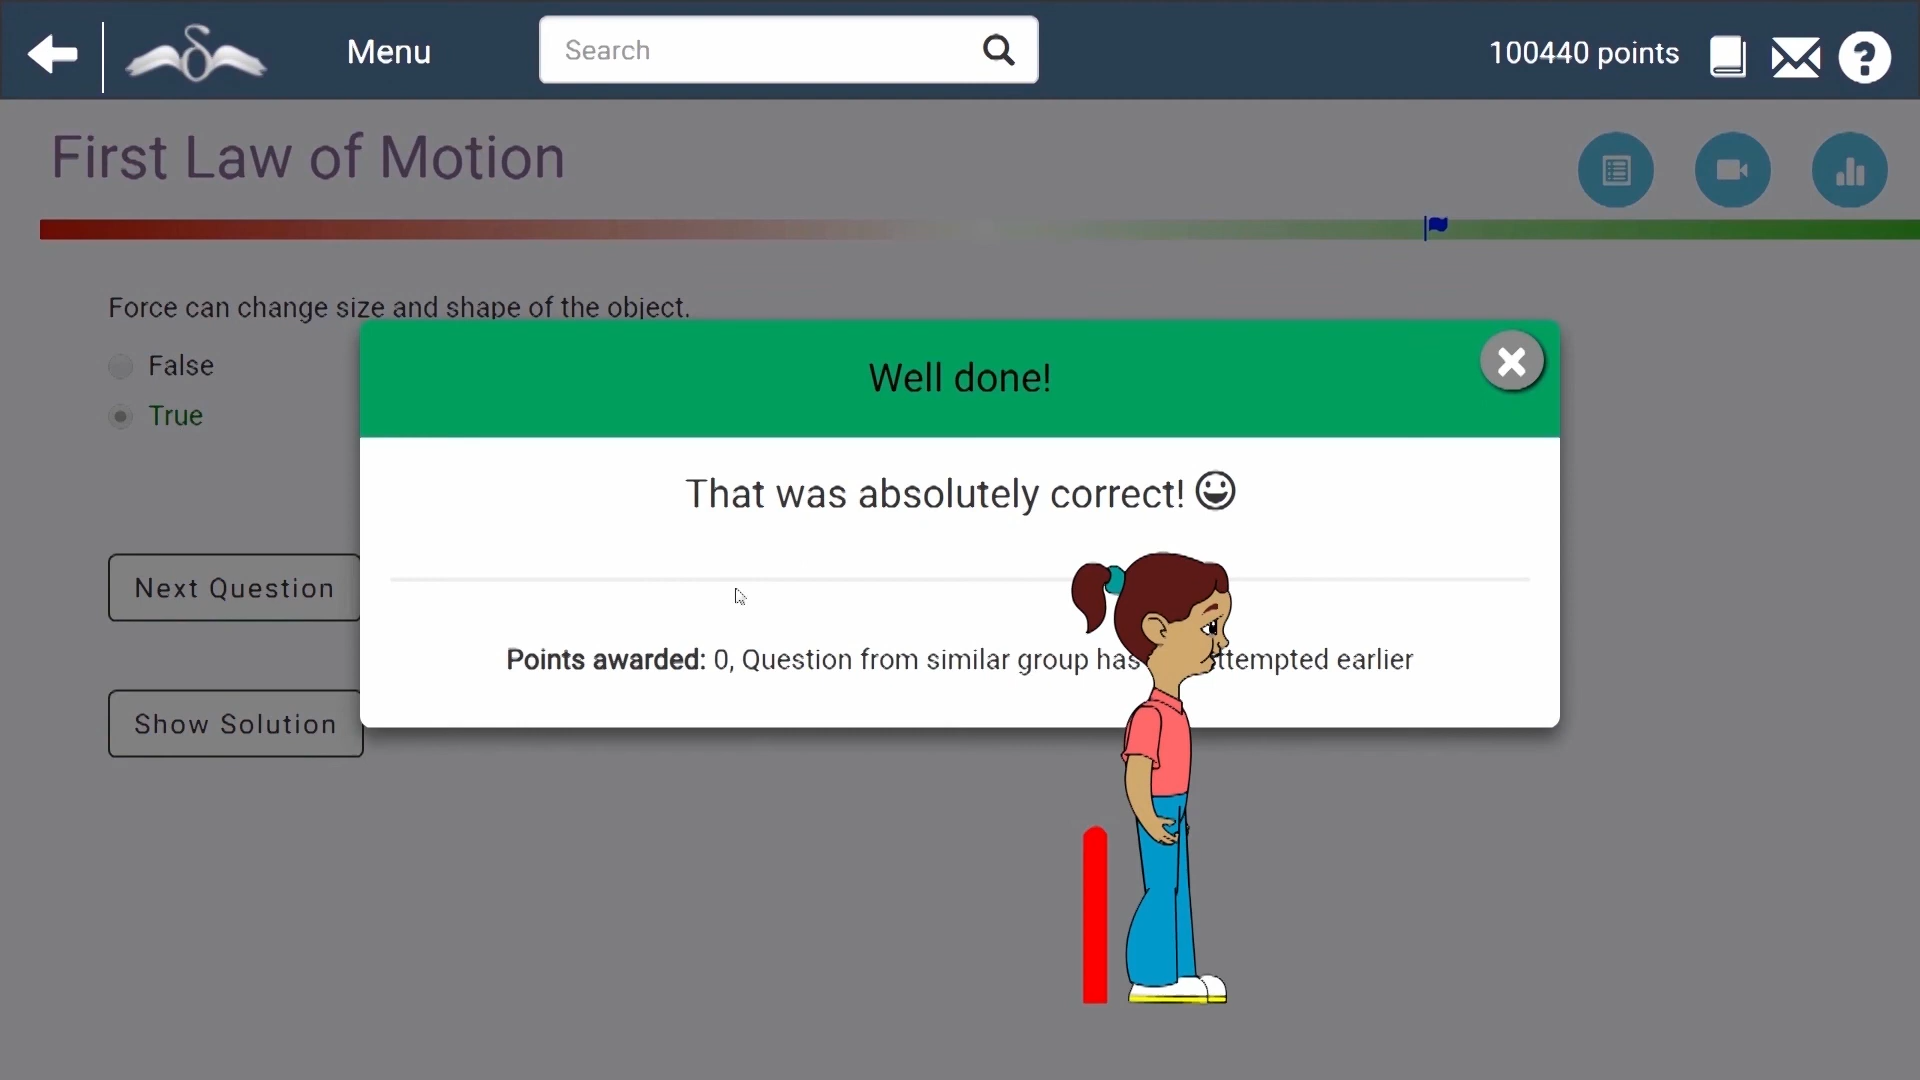 Menu
Search
100440 points
First Law of Motion
Force can change size and shape of the object.
False
True
Well done!
That was absolutely correct!
Next Question
Points awarded: 0, Question from similar group has ttempted earlier
Show Solution